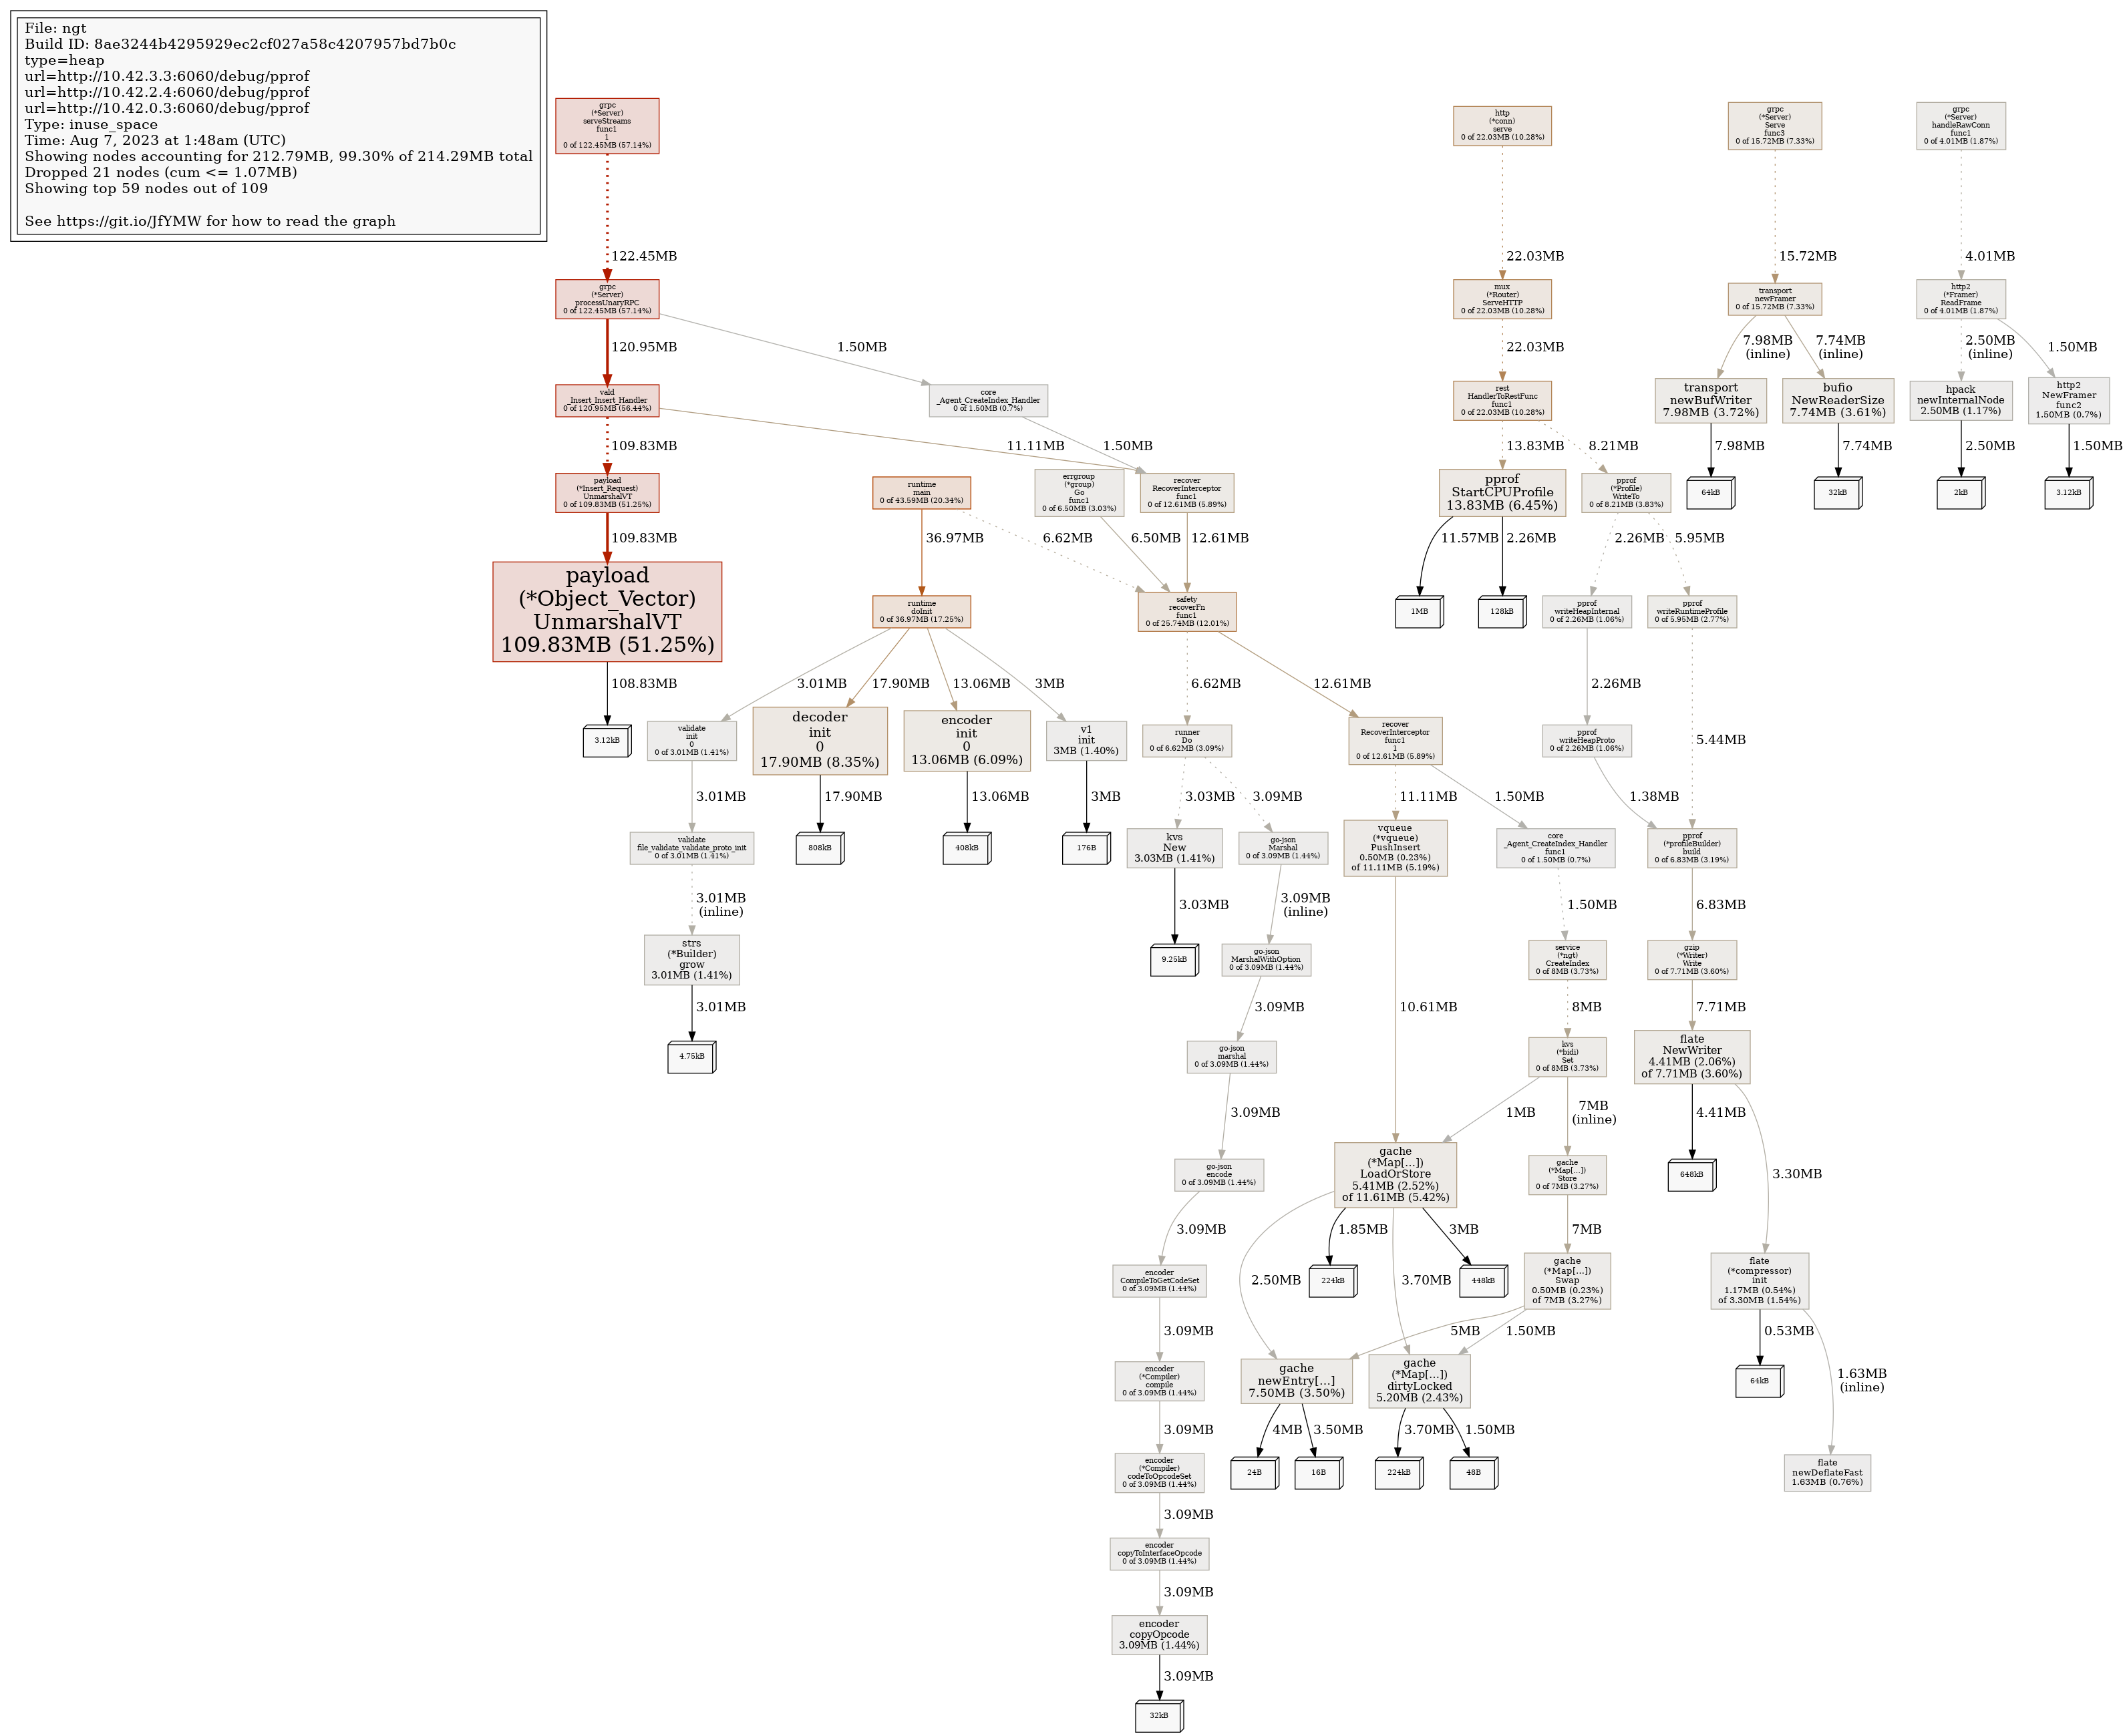 File: ngt
Build ID: 8ae3244b4295929ec2cf027a58c4207957bd7b0c
type=heap
url=http://10.42.3.3:6060/debug/pprof
url=http://10.42.2.4:6060/debug/pprof
url=http://10.42.0.3:6060/debug/pprof
Type: inuse_space
Time: Aug 7, 2023 at 1:48am (UTC)
Showing nodes accounting for 212.79MB, 99.30% of 214.29MB total
Dropped 21 nodes (cum <= 1.07MB)
Showing top 59 nodes out of 109
See https://git.io/JfYMW for how to read the graph
grpc
(*Server)
serveStreams
func1
1
0 of 122.45MB (57.14%)
http
(*conn)
serve
0 of 22.03MB (10.28%)
grpc
(*Server)
Serve
func3
0 of 15.72MB (7.33%)
grpc
(*Server)
handleRawConn
func1
0 of 4.01MB (1.87%)
122.45MB
22.03MB
15.72MB
4.01MB
grpc
(*Server)
processUnaryRPC
0 of 122.45MB (57.14%)
mux
(*Router)
ServeHTTP
0 of 22.03MB (10.28%)
transport
newFramer
0 of 15.72MB (7.33%)
http2
(*Framer)
ReadFrame
0 of 4.01MB (1.87%)
120.95MB
1.50MB
22.03MB
7.98MB
(inline)
7.74MB
(inline)
2.50MB
(inline)
1.50MB
vald
_Insert_Insert_Handler
0 of 120.95MB (56.44%)
core
_Agent_CreateIndex_Handler
0 of 1.50MB (0.7%)
rest
HandlerToRestFunc
func1
0 of 22.03MB (10.28%)
transport
newBufWriter
7.98MB (3.72%)
bufio
NewReaderSize
7.74MB (3.61%)
hpack
newInternalNode
2.50MB (1.17%)
http2
NewFramer
func2
1.50MB (0.7%)
109.83MB
11.11MB
1.50MB
13.83MB
8.21MB
7.98MB
7.74MB
2.50MB
1.50MB
payload
(*Insert_Request)
UnmarshalVT
0 of 109.83MB (51.25%)
runtime
main
0 of 43.59MB (20.34%)
errgroup
(*group)
Go
func1
0 of 6.50MB (3.03%)
recover
RecoverInterceptor
func1
0 of 12.61MB (5.89%)
pprof
StartCPUProfile
13.83MB (6.45%)
pprof
(*Profile)
WriteTo
0 of 8.21MB (3.83%)
64kB
32kB
2kB
3.12kB
109.83MB
36.97MB
6.62MB
6.50MB
12.61MB
11.57MB
2.26MB
2.26MB
5.95MB
payload
(*Object_Vector)
UnmarshalVT
109.83MB (51.25%)
runtime
doInit
0 of 36.97MB (17.25%)
safety
recoverFn
func1
0 of 25.74MB (12.01%)
1MB
128kB
pprof
writeHeapInternal
0 of 2.26MB (1.06%)
pprof
writeRuntimeProfile
0 of 5.95MB (2.77%)
108.83MB
3.01MB
17.90MB
13.06MB
3MB
6.62MB
12.61MB
2.26MB
5.44MB
3.12kB
validate
init
0
0 of 3.01MB (1.41%)
decoder
init
0
17.90MB (8.35%)
encoder
init
0
13.06MB (6.09%)
v1
init
3MB (1.40%)
runner
Do
0 of 6.62MB (3.09%)
recover
RecoverInterceptor
func1
1
0 of 12.61MB (5.89%)
pprof
writeHeapProto
0 of 2.26MB (1.06%)
3.01MB
17.90MB
13.06MB
3MB
3.03MB
3.09MB
11.11MB
1.50MB
1.38MB
validate
file_validate_validate_proto_init
0 of 3.01MB (1.41%)
808kB
408kB
176B
kvs
New
3.03MB (1.41%)
go-json
Marshal
0 of 3.09MB (1.44%)
vqueue
(*vqueue)
PushInsert
0.50MB (0.23%)
of 11.11MB (5.19%)
core
_Agent_CreateIndex_Handler
func1
0 of 1.50MB (0.7%)
pprof
(*profileBuilder)
build
0 of 6.83MB (3.19%)
3.01MB
(inline)
3.03MB
3.09MB
(inline)
1.50MB
6.83MB
strs
(*Builder)
grow
3.01MB (1.41%)
9.25kB
go-json
MarshalWithOption
0 of 3.09MB (1.44%)
service
(*ngt)
CreateIndex
0 of 8MB (3.73%)
gzip
(*Writer)
Write
0 of 7.71MB (3.60%)
3.01MB
3.09MB
10.61MB
8MB
7.71MB
4.75kB
go-json
marshal
0 of 3.09MB (1.44%)
kvs
(*bidi)
Set
0 of 8MB (3.73%)
flate
NewWriter
4.41MB (2.06%)
of 7.71MB (3.60%)
3.09MB
1MB
7MB
(inline)
4.41MB
3.30MB
go-json
encode
0 of 3.09MB (1.44%)
gache
(*Map[...])
LoadOrStore
5.41MB (2.52%)
of 11.61MB (5.42%)
gache
(*Map[...])
Store
0 of 7MB (3.27%)
648kB
3.09MB
1.85MB
3MB
7MB
encoder
CompileToGetCodeSet
0 of 3.09MB (1.44%)
2.50MB
224kB
3.70MB
448kB
gache
(*Map[...])
Swap
0.50MB (0.23%)
of 7MB (3.27%)
flate
(*compressor)
init
1.17MB (0.54%)
of 3.30MB (1.54%)
3.09MB
5MB
1.50MB
0.53MB
1.63MB
(inline)
encoder
(*Compiler)
compile
0 of 3.09MB (1.44%)
gache
newEntry[...]
7.50MB (3.50%)
gache
(*Map[...])
dirtyLocked
5.20MB (2.43%)
64kB
3.09MB
4MB
3.50MB
3.70MB
1.50MB
encoder
(*Compiler)
codeToOpcodeSet
0 of 3.09MB (1.44%)
24B
16B
224kB
48B
flate
newDeflateFast
1.63MB (0.76%)
3.09MB
encoder
copyToInterfaceOpcode
0 of 3.09MB (1.44%)
3.09MB
encoder
copyOpcode
3.09MB (1.44%)
3.09MB
32kB